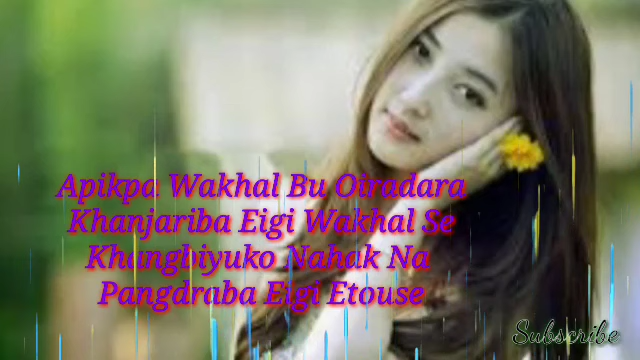 Apikpa Wakhal Bu Oiradara
Khanjariba Eigi Wakhal Se
Khangbiyuko Nahak Na
Pangdraba Eigi Etouse
Subscribe